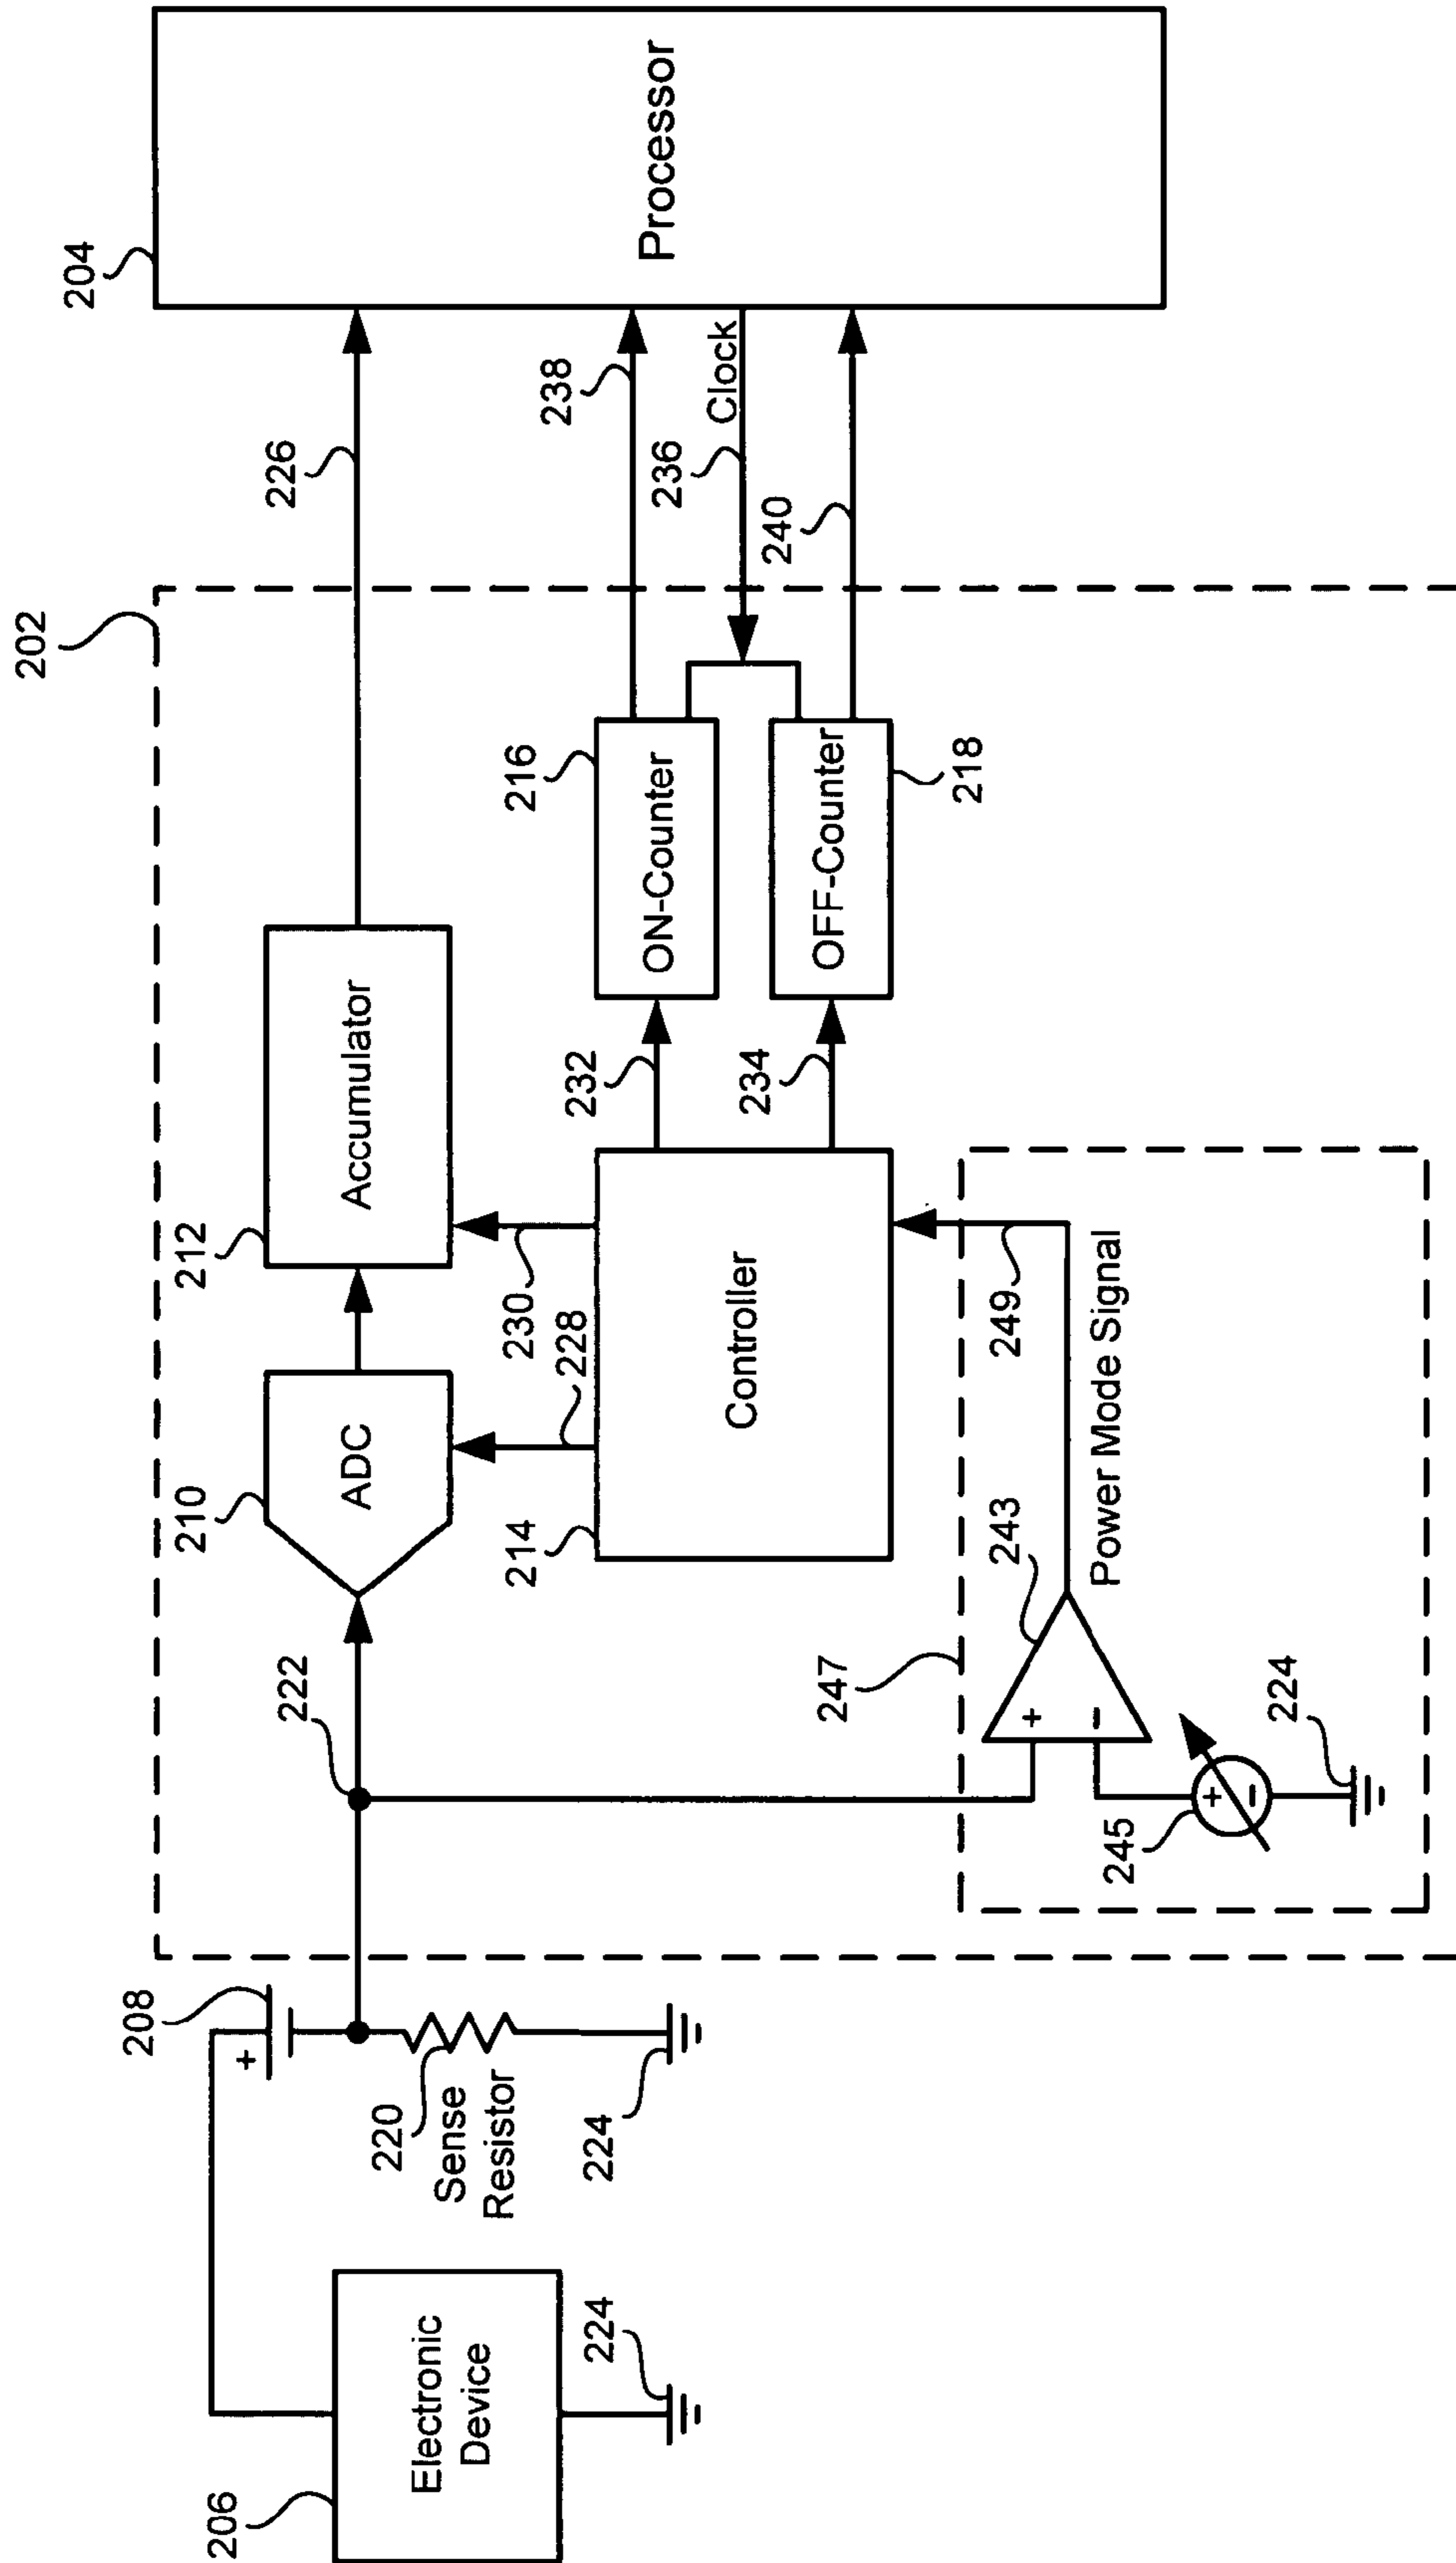 202
204
226
238
Clock
236
240
Processor
216
ON-Counter
OFF-Counter
218
212
Accumulator
232
234
230
228
210
ADC
214
Controller
249
Power Mode Signal
243
247
222
+
-
245
+
-
224
208
+
220
Sense
Resistor
224
206
Electronic
Device
224